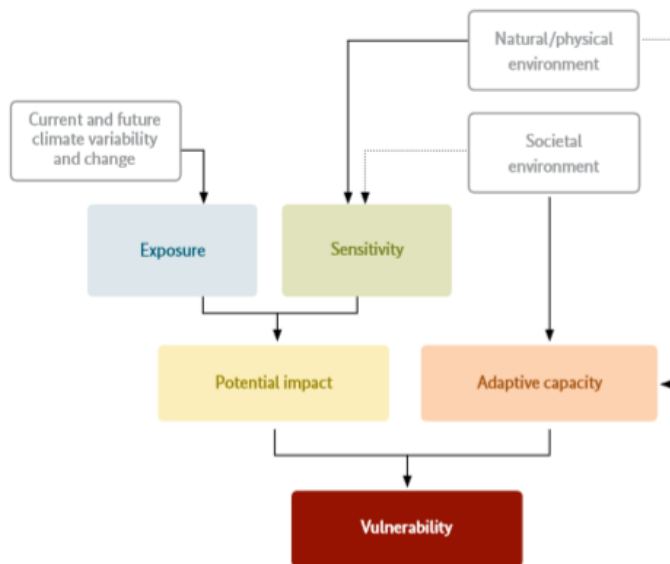 Natural/physical
environment
Current and future
climate variability
and change
Societal
environment
Exposure
Sensitivity
Potential impact
Adaptive capacity
Vulnerability